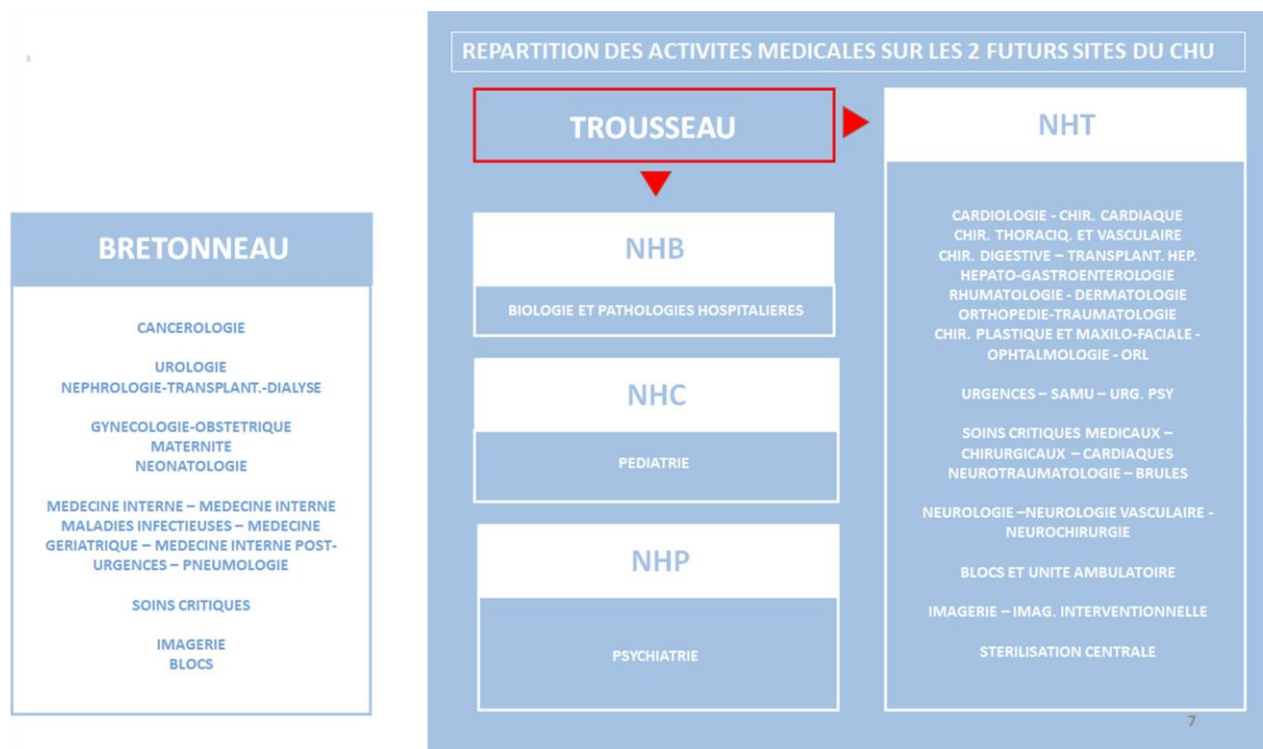 REPARTITION DES ACTIVITES MEDICALES SUR LES 2 FUTURS SITES DU CHU
BRETONNEAU
CANCEROLOGIE
UROLOGIE
NEPHROLOGIE-TRANSPLANT.-DIALYSE
GYNECOLOGIE-OBSTETRIQUE
MATERNITE
NEONATOLOGIE
MEDECINE INTERNE – MEDECINE INTERNE
MALADIES INFECTIEUSES – MEDECINE
GERIATRIQUE – MEDECINE INTERNE POST-
URGENCES – PNEUMOLOGIE
SOINS CRITIQUES
IMAGERIE
BLOCS
TROUSSEAU
NHB
BIOLOGIE ET PATHOLOGIES HOSPITALIERES
NHC
PEDIATRIE
NHP
PSYCHIATRIE
NHT
CARDIOLOGIE - CHIR. CARDIAQUE
CHIR. THORACIQ. ET VASCULAIRE
CHIR. DIGESTIVE – TRANSPLANT. HEP.
HEPATO-GASTROENTEROLOGIE
RHUMATOLOGIE - DERMATOLOGIE
ORTHOPEDIE-TRAUMATOLOGIE
CHIR. PLASTIQUE ET MAXILO-FACIALE -
OPHTALMOLOGIE - ORL
URGENCES – SAMU – URG. PSY
SOINS CRITIQUES MEDICAUX –
CHIRURGICAUX – CARDIAQUES
NEUROTRAUMATOLOGIE – BRULES
NEUROLOGIE –NEUROLOGIE VASCULAIRE -
NEUROCHIRURGIE
BLOCS ET UNITE AMBULATOIRE
IMAGERIE – IMAG. INTERVENTIONNELLE
STERILISATION CENTRALE
7